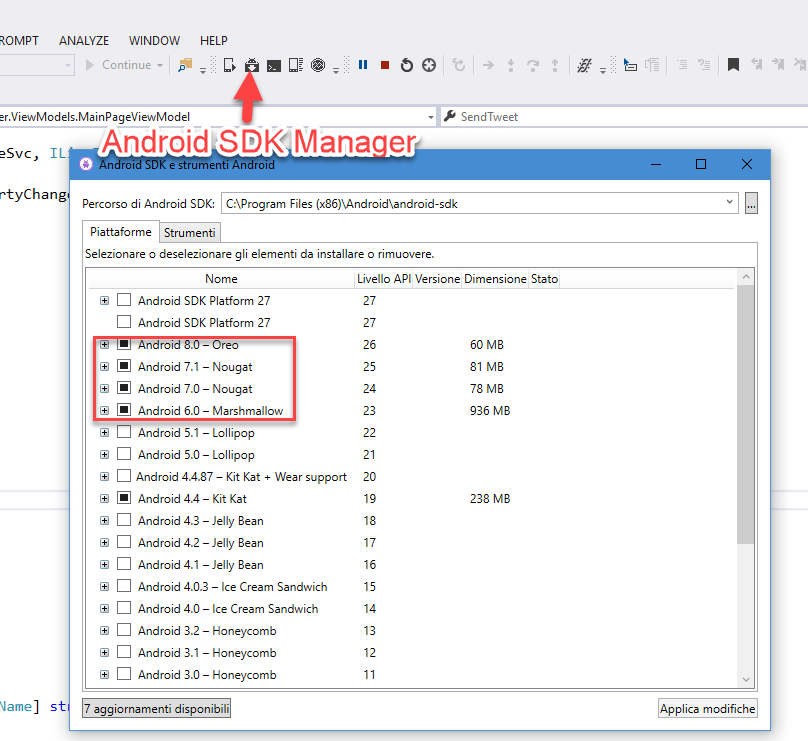 ROMPT ANALYZE WINDOW HELP
Continue
er.ViewModels.MainPageViewModel SendTweet
Android SDK Manager
eSvc, ILi
Android SDK e strumenti Android
rtyChange
Percorso di Android SDK: C:\Program Files (x86)\Android\android-sdk ...
Piattaforme Strumenti
Selezionare o deselezionare gli elementi da installare o rimuovere.
Nome Livello API Versione Dimensione Stato
Android SDK Platform 27 27
Android SDK Platform 27 27
Android 8.0 – Oreo 26 60 MB
Android 7.1 – Nougat 25 81 MB
Android 7.0 – Nougat 24 78 MB
Android 6.0 – Marshmallow 23 936 MB
Android 5.1 – Lollipop 22
Android 5.0 – Lollipop 21
Android 4.4.87 – Kit Kat + Wear support 20
Android 4.4 – Kit Kat 19 238 MB
Android 4.3 – Jelly Bean 18
Android 4.2 – Jelly Bean 17
Android 4.1 – Jelly Bean 16
Android 4.0.3 – Ice Cream Sandwich 15
Android 4.0 – Ice Cream Sandwich 14
Android 3.2 – Honeycomb 13
Android 3.1 – Honeycomb 12
Android 3.0 – Honeycomb 11
Name] str
7 aggiornamenti disponibili Applica modifiche